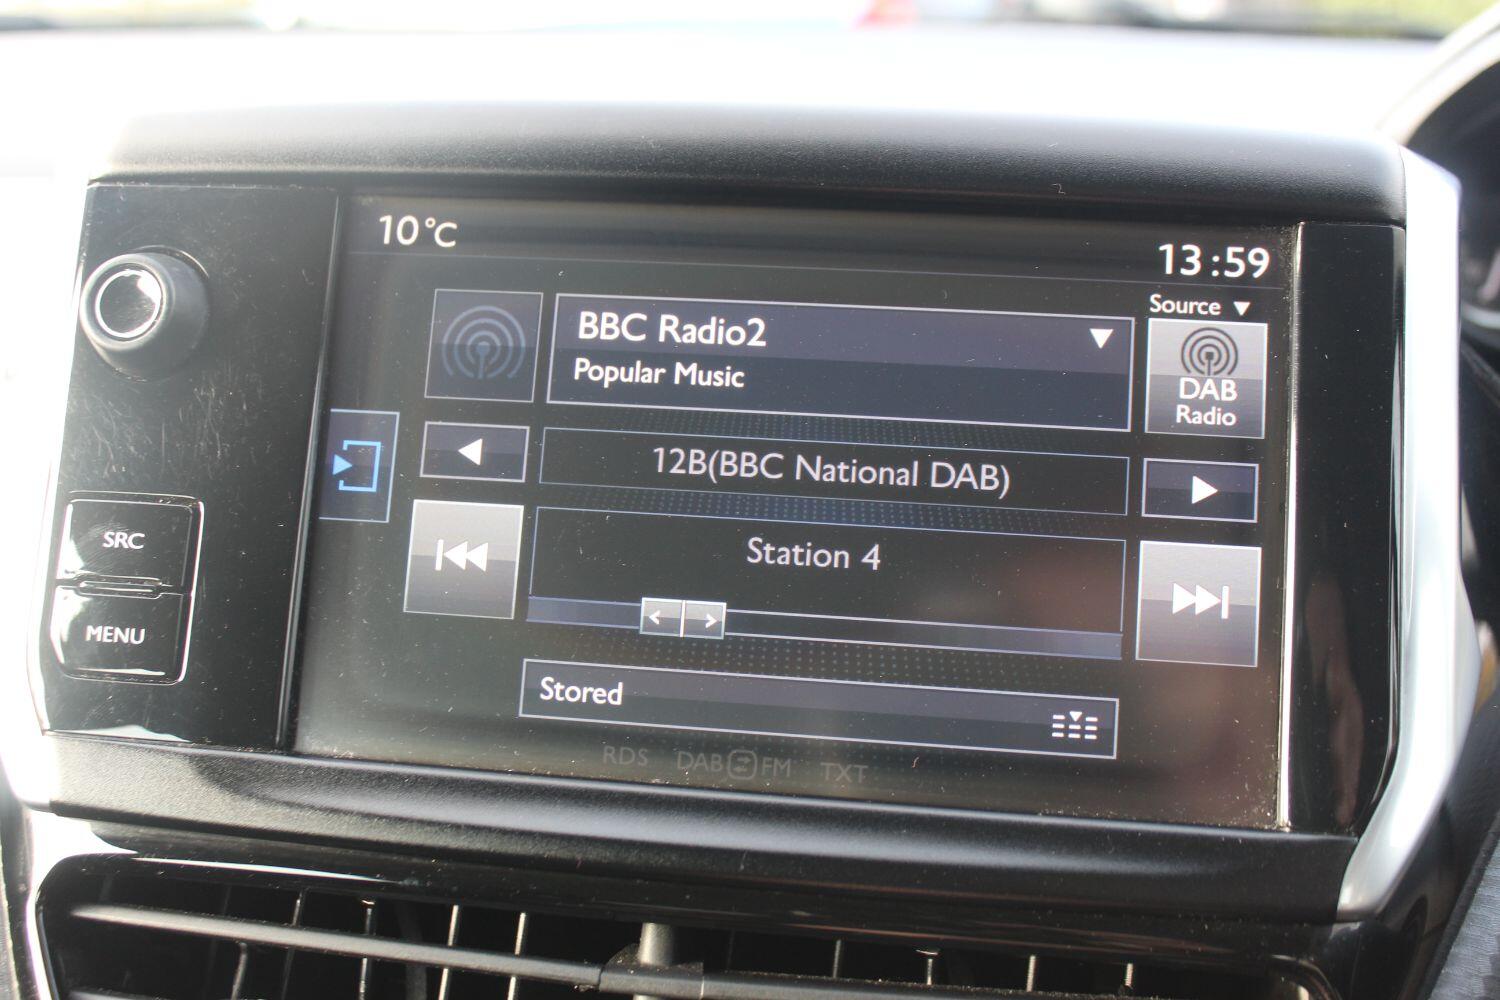 10°C
13:59
Source
BBC Radio2
Popular Music
DAB
Radio
12B(BBC National DAB)
SRC
Station 4
MENU
Stored
RDS DAB FM TXT